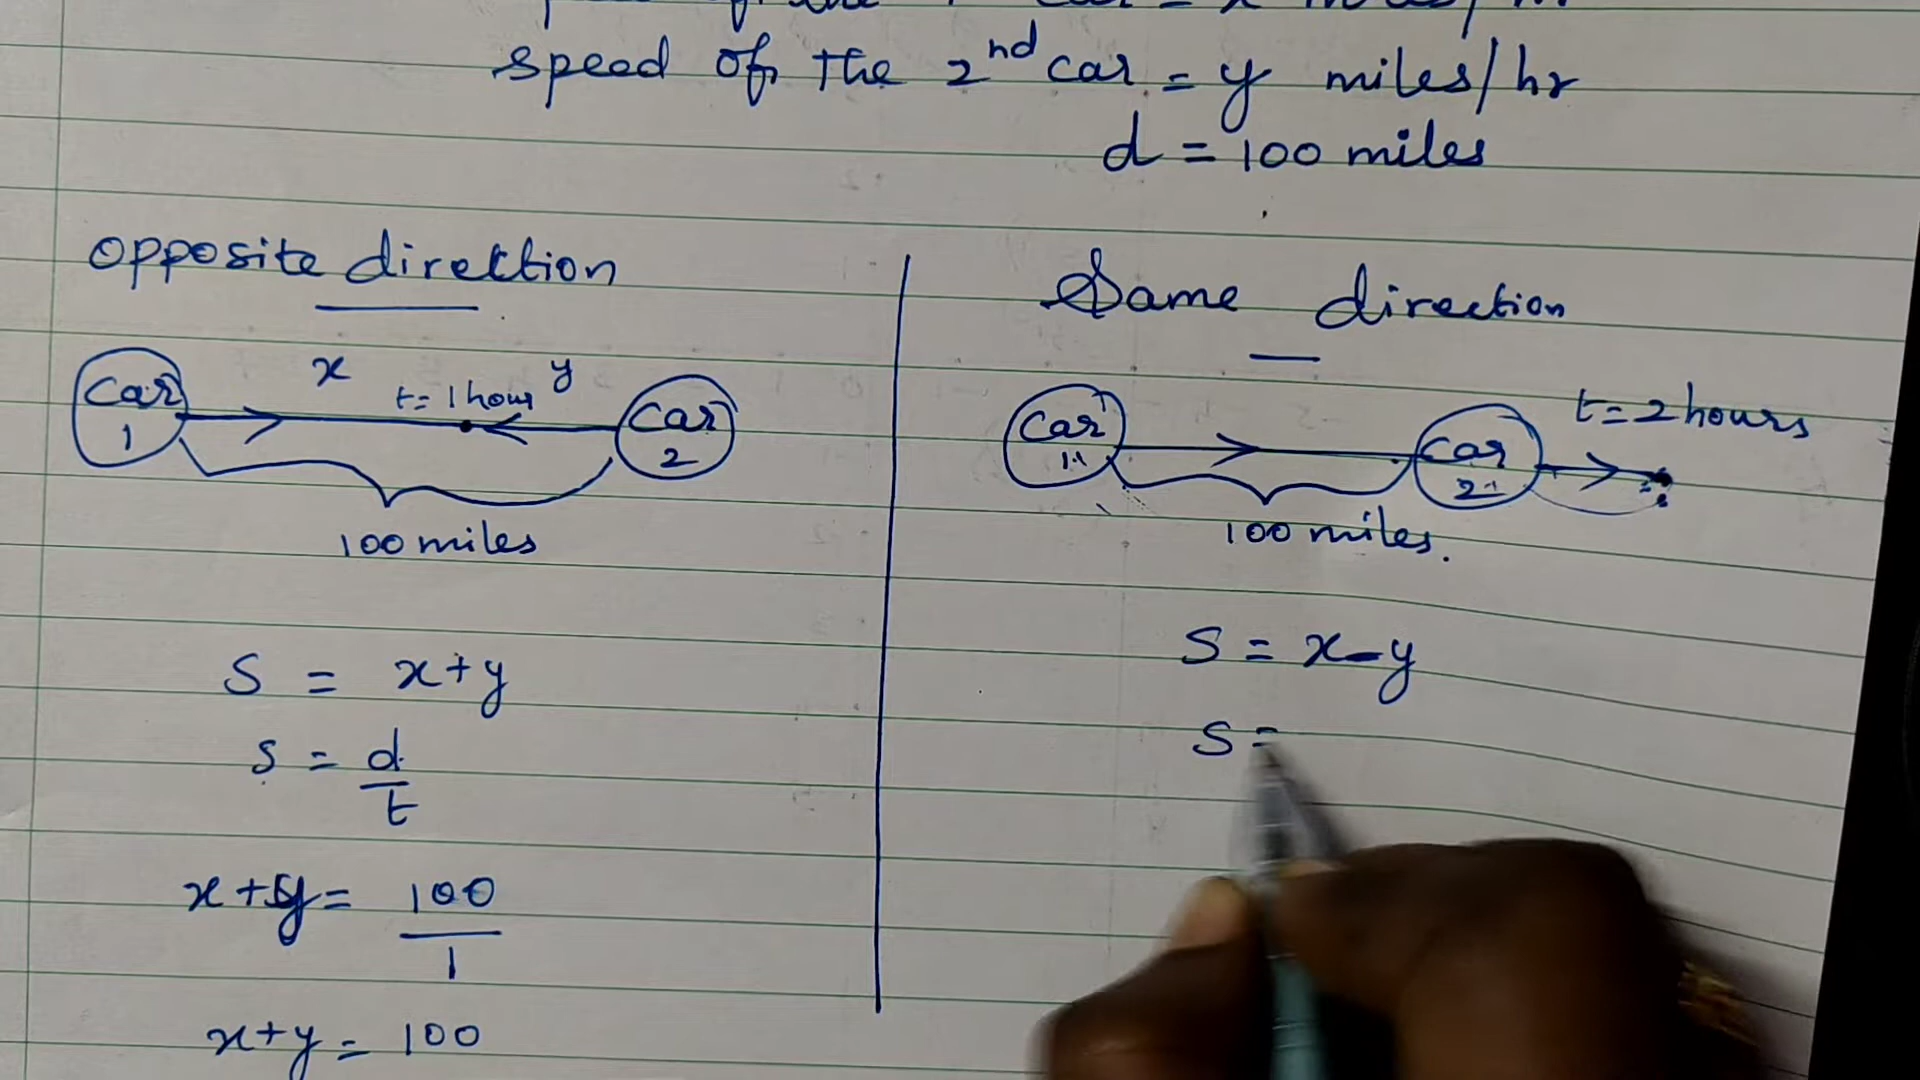 speed of the 2nd car = y miles/hr
d = 100 miles
opposite direction
x
t= 1 hour
y
car 1
car 2
100 miles
S = x+y
s = d/t
x+y = 100/1
x+y = 100
Same direction
t=2 hours
car 1
car 2
100 miles.
S = x-y
S =